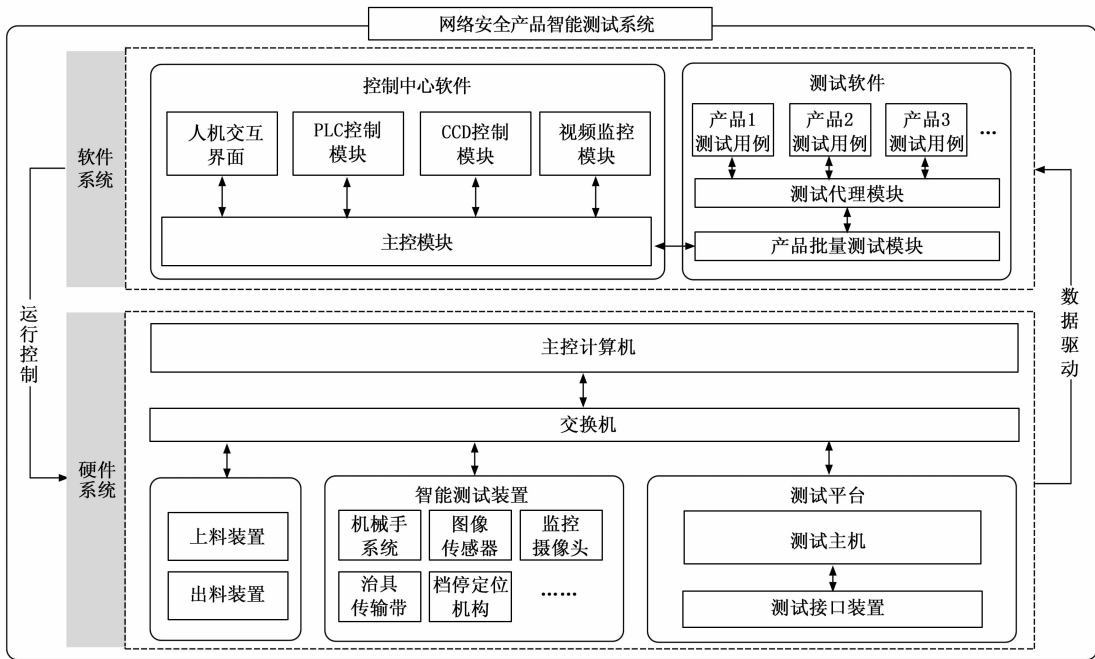 网络安全产品智能测试系统
软件
系统
控制中心软件
人机交互
界面
PLC控制
模块
CCD控制
模块
视频监控
模块
主控模块
测试软件
产品1
测试用例
产品2
测试用例
产品3
测试用例
...
测试代理模块
产品批量测试模块
运行控制
数据驱动
硬件
系统
主控计算机
交换机
上料装置
出料装置
智能测试装置
机械手
系统
图像
传感器
监控
摄像头
治具
传输带
档停定位
机构
……
测试平台
测试主机
测试接口装置